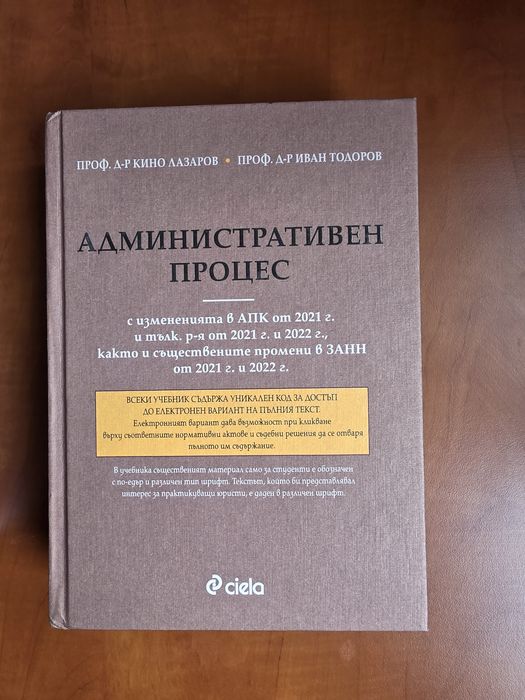 ПРОФ. Д-Р КИНО ЛАЗАРОВ • ПРОФ. Д-Р ИВАН ТОДОРОВ
АДМИНИСТРАТИВЕН
ПРОЦЕС
с измененията в АПК от 2021 г.
и тълк. р-я от 2021 г. и 2022 г.,
както и съществените промени в ЗАНН
от 2021 г. и 2022 г.
ВСЕКИ УЧЕБНИК СЪДЪРЖА УНИКАЛЕН КОД ЗА ДОСТЪП
ДО ЕЛЕКТРОНЕН ВАРИАНТ НА ПЪЛНИЯ ТЕКСТ.
Електронният вариант дава възможност при кликване
върху съответните нормативни актове и съдебни решения да се отваря
пълното им съдържание.
В учебника същественият материал само за студенти е обозначен
с по-едър и различен тип шрифт. Текстът, който би представлявал
интерес за практикуващи юристи, е даден в различен шрифт.
ciela